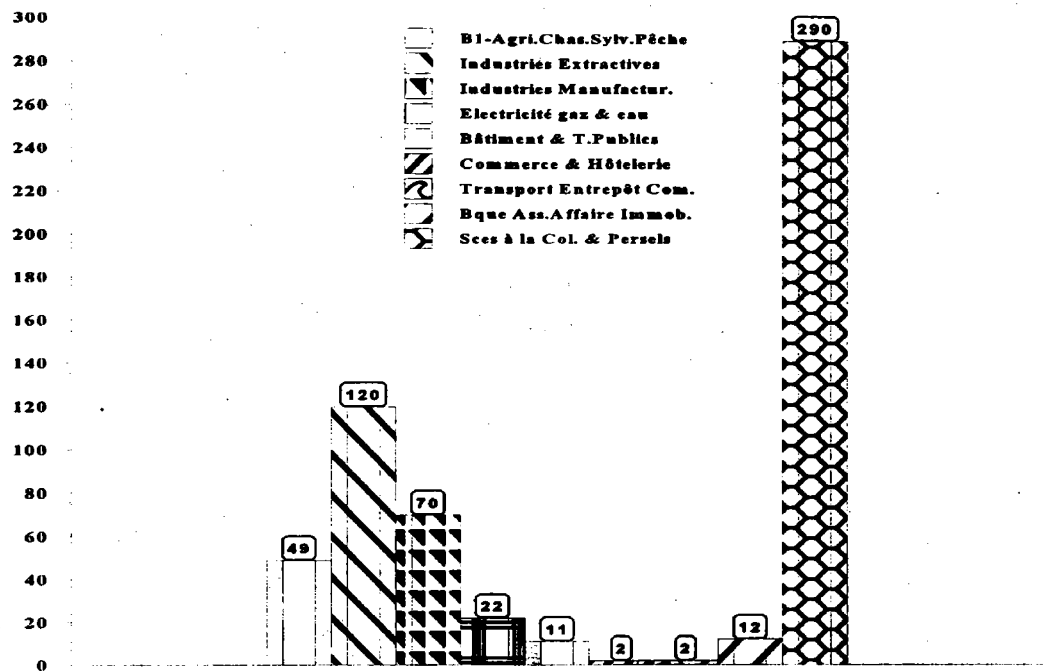 300
280
260
240
220
200
180
160
140
120
100
80
60
40
20
0
B1-Agri.Chas.Sylv.Pêche
Industries Extractives
Industries Manufactur.
Electricité gaz & eau
Bâtiment & T.Publics
Commerce & Hôtelerie
Transport Entrepôt Com.
Bque Ass.Affaire Immob.
Sces à la Col. & Persels
49
120
70
22
11
2
2
12
290